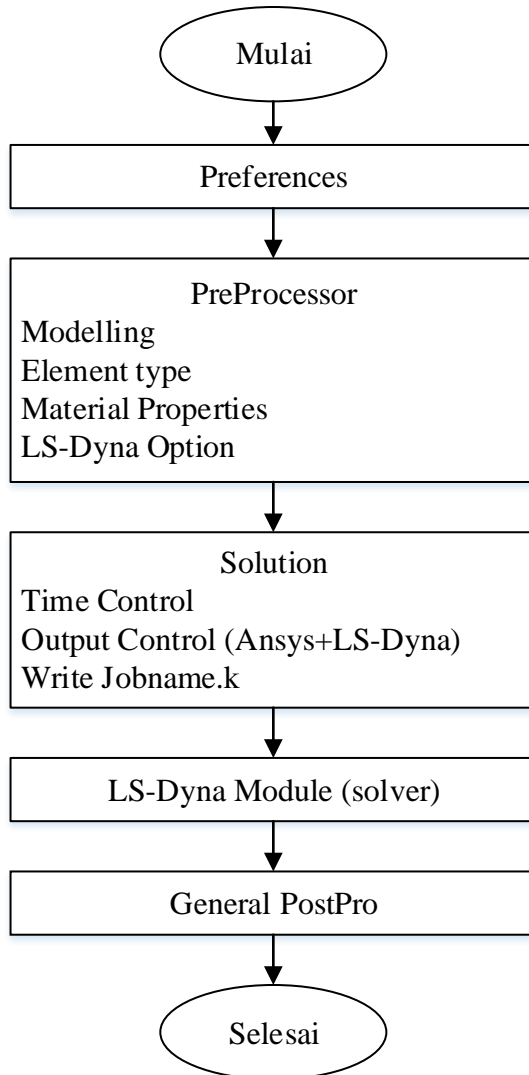 Mulai
Preferences
PreProcessor
Modelling
Element type
Material Properties
LS-Dyna Option
Solution
Time Control
Output Control (Ansys+LS-Dyna)
Write Jobname.k
LS-Dyna Module (solver)
General PostPro
Selesai